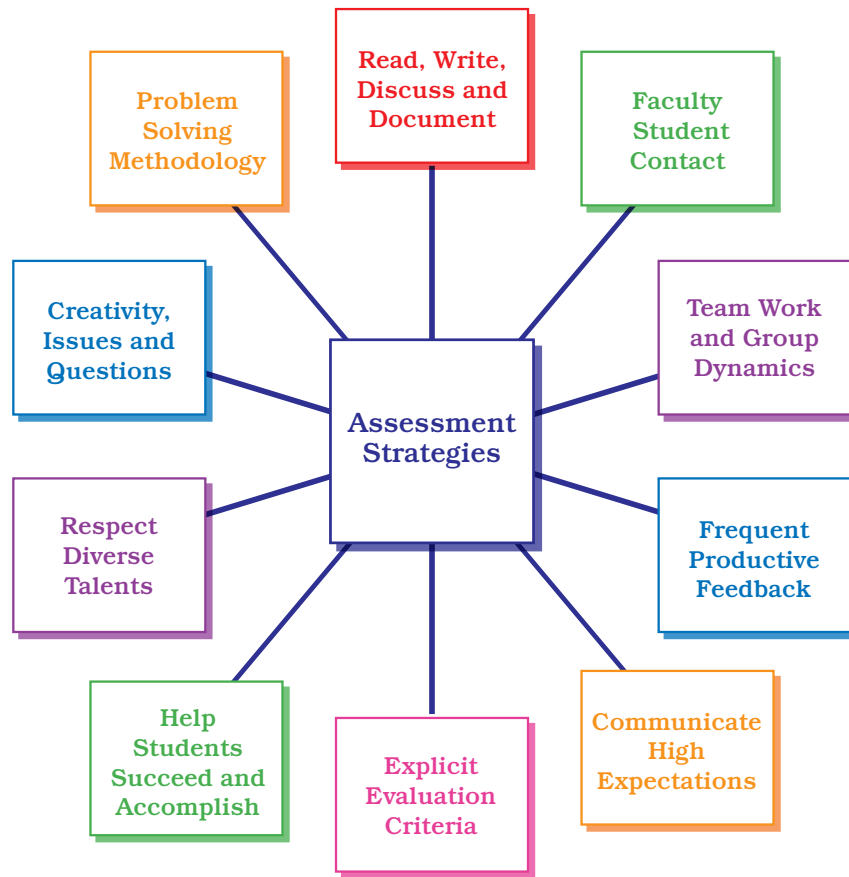 Read, Write,
Discuss and
Document
Problem
Solving
Methodology
Faculty
Student
Contact
Creativity,
Issues and
Questions
Team Work
and Group
Dynamics
Assessment
Strategies
Respect
Diverse
Talents
Frequent
Productive
Feedback
Help
Students
Succeed and
Accomplish
Explicit
Evaluation
Criteria
Communicate
High
Expectations